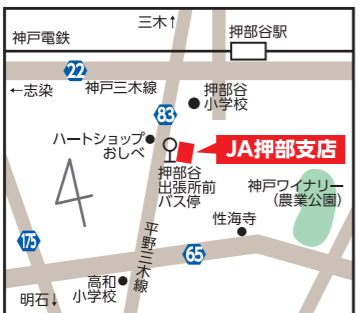 三木↑
神戸電鉄
押部谷駅
22
←志染
神戸三木線
押部谷
小学校
83
ハートショップ
おしべ
JA押部支店
押部谷
出張所前
バス停
神戸ワイナリー
(農業公園)
性海寺
175
平野三木線
65
高和
小学校
明石↓